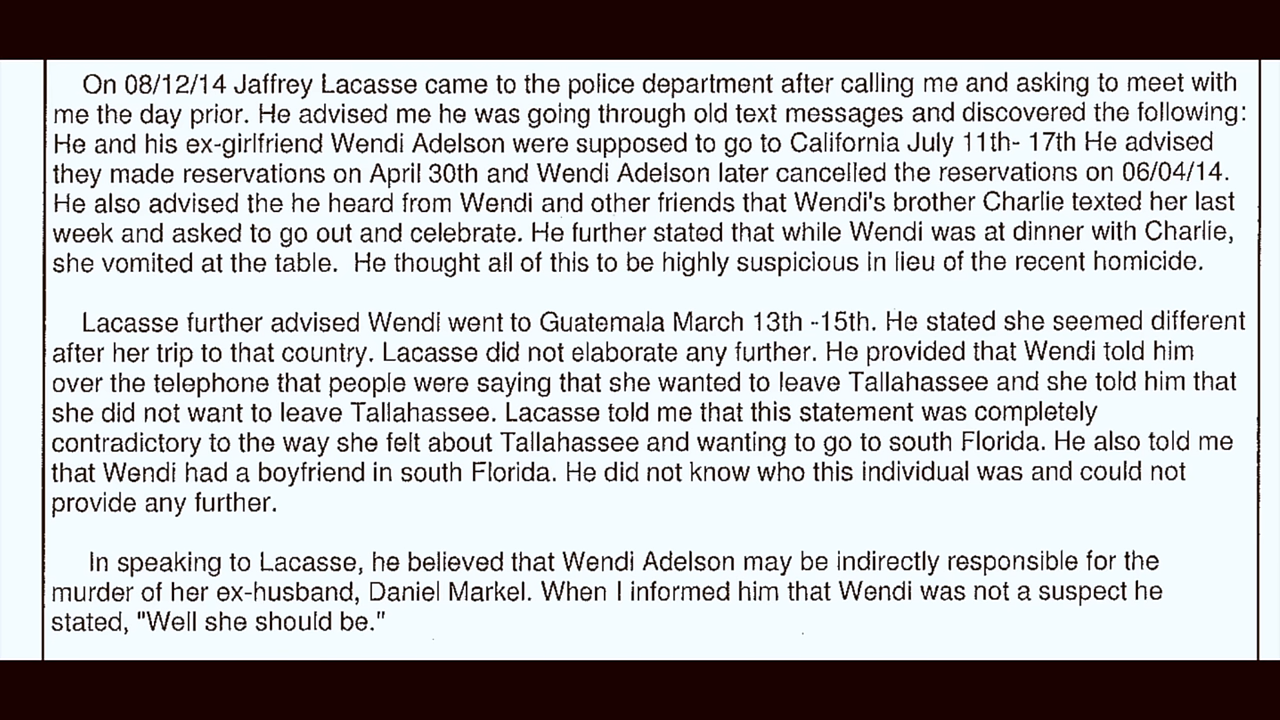 On 08/12/14 Jaffrey Lacasse came to the police department after calling me and asking to meet with
me the day prior. He advised me he was going through old text messages and discovered the following:
He and his ex-girlfriend Wendi Adelson were supposed to go to California July 11th- 17th He advised
they made reservations on April 30th and Wendi Adelson later cancelled the reservations on 06/04/14.
He also advised the he heard from Wendi and other friends that Wendi's brother Charlie texted her last
week and asked to go out and celebrate. He further stated that while Wendi was at dinner with Charlie,
she vomited at the table. He thought all of this to be highly suspicious in lieu of the recent homicide.
Lacasse further advised Wendi went to Guatemala March 13th -15th. He stated she seemed different
after her trip to that country. Lacasse did not elaborate any further. He provided that Wendi told him
over the telephone that people were saying that she wanted to leave Tallahassee and she told him that
she did not want to leave Tallahassee. Lacasse told me that this statement was completely
contradictory to the way she felt about Tallahassee and wanting to go to south Florida. He also told me
that Wendi had a boyfriend in south Florida. He did not know who this individual was and could not
provide any further.
In speaking to Lacasse, he believed that Wendi Adelson may be indirectly responsible for the
murder of her ex-husband, Daniel Markel. When I informed him that Wendi was not a suspect he
stated, "Well she should be."